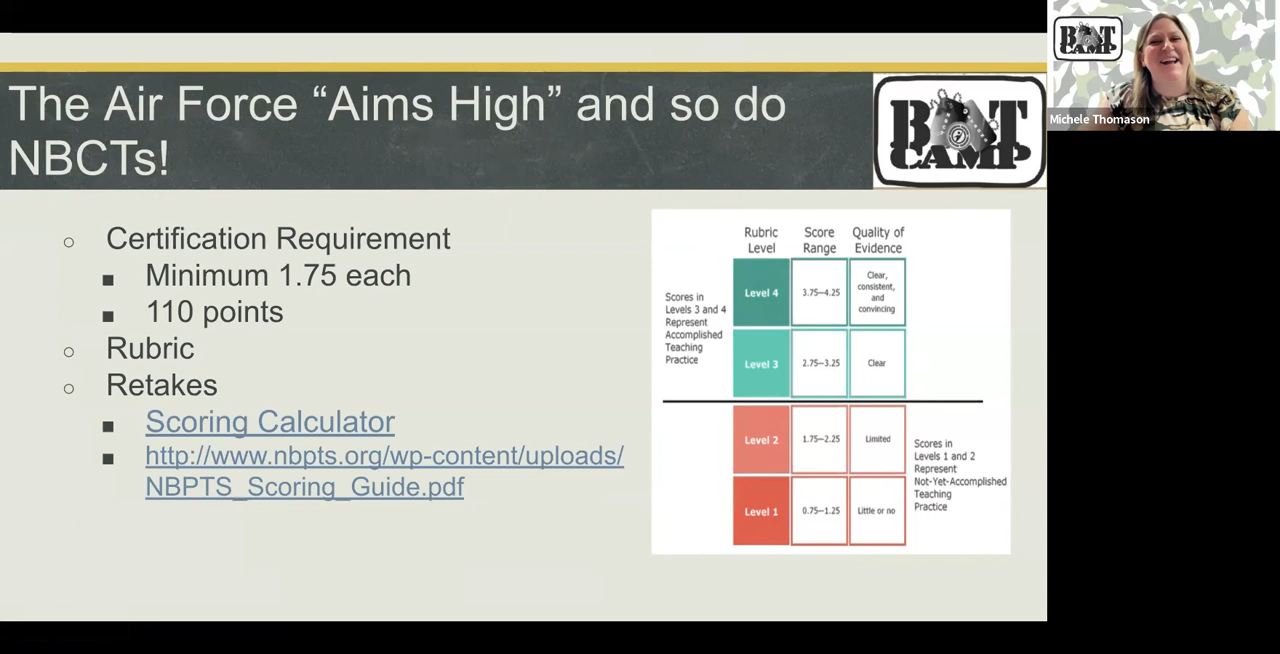 The Air Force “Aims High” and so do
NBCTs!
BOOT
CAMP
BOOT
CAMP
Michele Thomason
○ Certification Requirement
■ Minimum 1.75 each
■ 110 points
○ Rubric
○ Retakes
■ Scoring Calculator
■ http://www.nbpts.org/wp-content/uploads/
NBPTS_Scoring_Guide.pdf
Rubric
Level
Score
Range
Quality of
Evidence
Scores in
Levels 3 and 4
Represent
Accomplished
Teaching
Practice
Level 4
3.75—4.25
Clear,
consistent,
and
convincing
Level 3
2.75—3.25
Clear
Level 2
1.75—2.25
Limited
Level 1
0.75—1.25
Little or no
Scores in
Levels 1 and 2
Represent
Not-Yet-Accomplished
Teaching
Practice